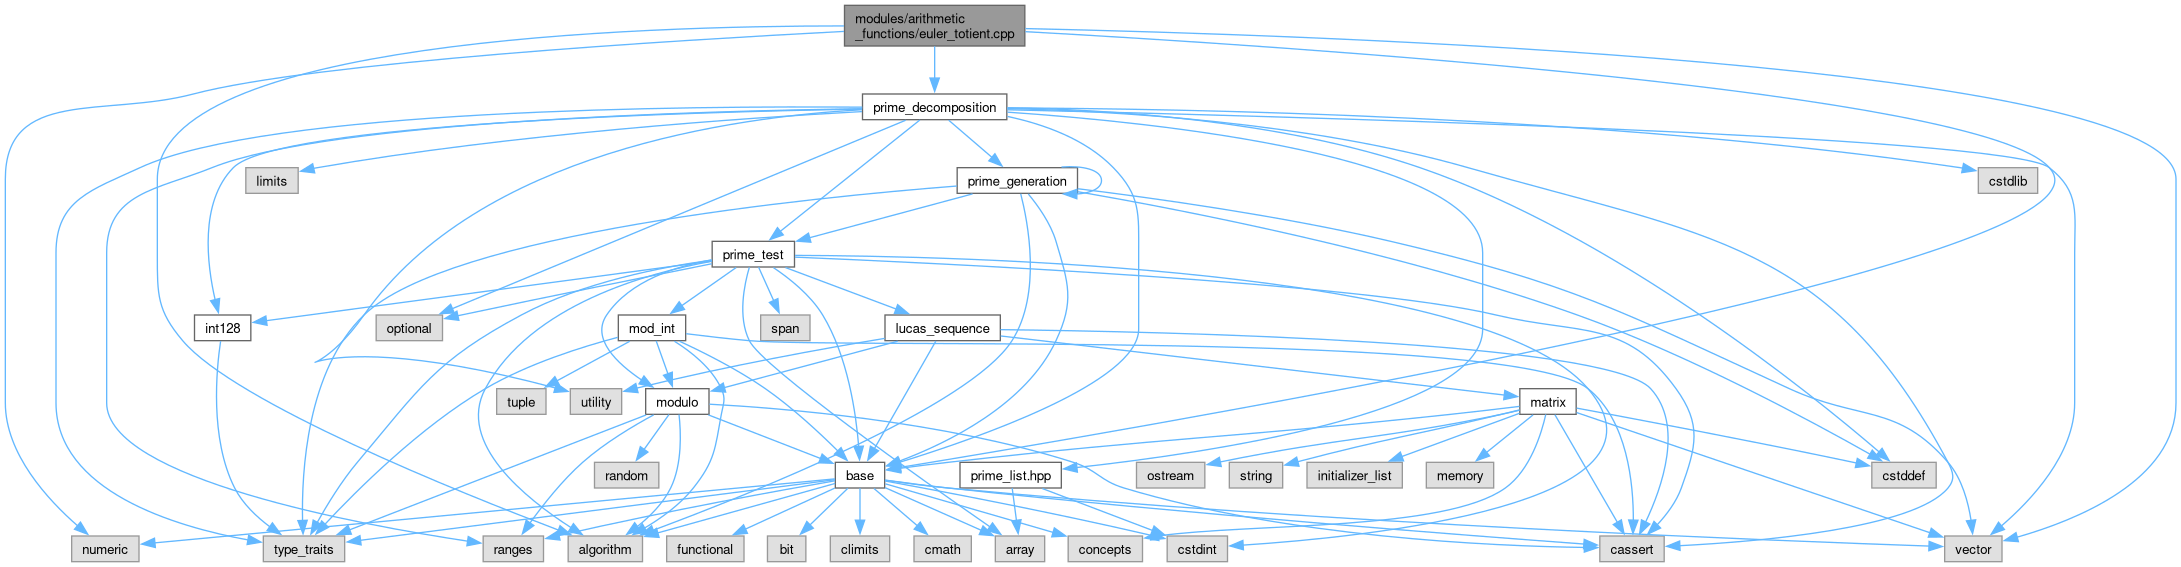 modules/arithmetic
_functions/euler_totient.cpp
prime_decomposition
limits
prime_generation
cstdlib
prime_test
int128
optional
mod_int
span
lucas_sequence
tuple
utility
modulo
matrix
random
base
prime_list.hpp
ostream
string
initializer_list
memory
cstddef
numeric
type_traits
ranges
algorithm
functional
bit
climits
cmath
array
concepts
cstdint
cassert
vector